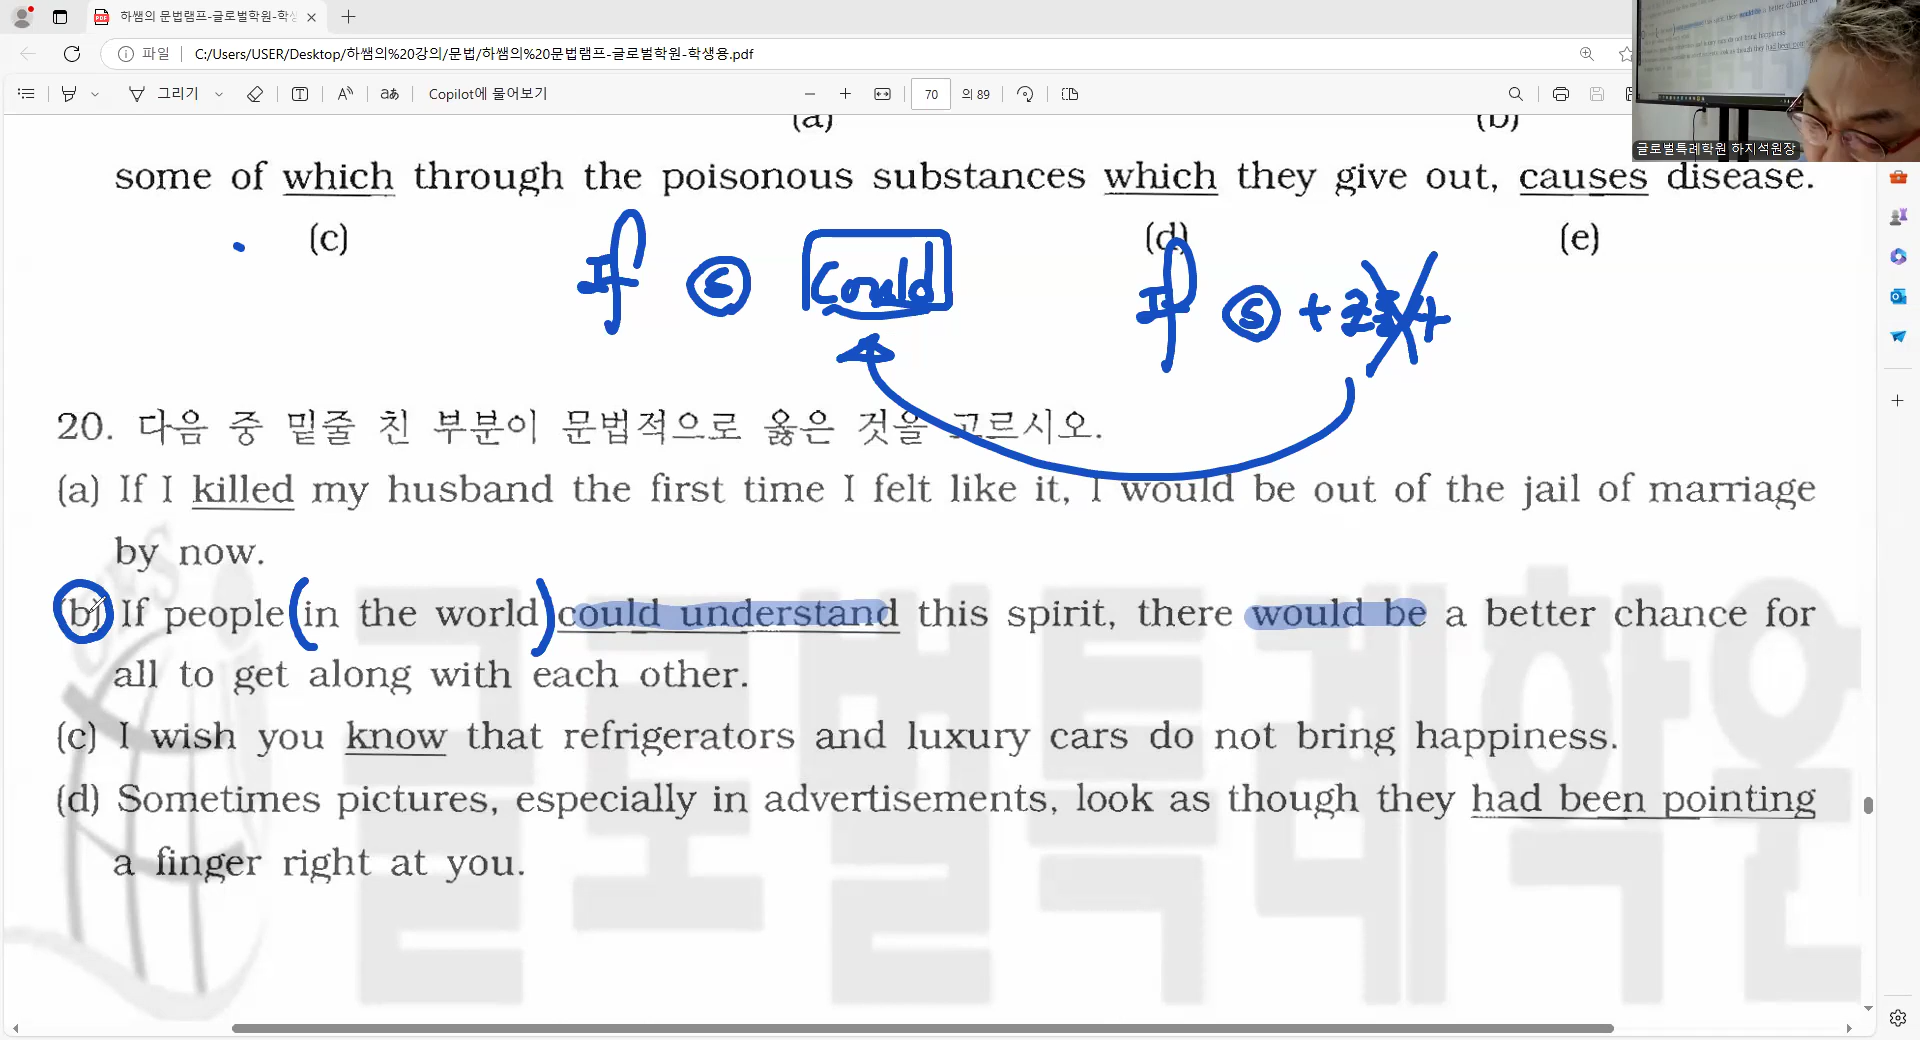 하쌤의 문법램프-글로벌학원-학생
파일
C:/Users/USER/Desktop/하쌤의%20강의/문법/하쌤의%20문법램프-글로벌학원-학생용.pdf
그리기
Copilot에 물어보기
70 의 89
글로벌특례학원 하지석원장
(a) (b)
some of which through the poisonous substances which they give out, causes disease.
(c) (d) (e)
If S Could If S +
20. 다음 중 밑줄 친 부분이 문법적으로 옳은 것을 고르시오.
(a) If I killed my husband the first time I felt like it, I would be out of the jail of marriage
by now.
(b) If people (in the world) could understand this spirit, there would be a better chance for
all to get along with each other.
(c) I wish you know that refrigerators and luxury cars do not bring happiness.
(d) Sometimes pictures, especially in advertisements, look as though they had been pointing
a finger right at you.
글로벌특례학원